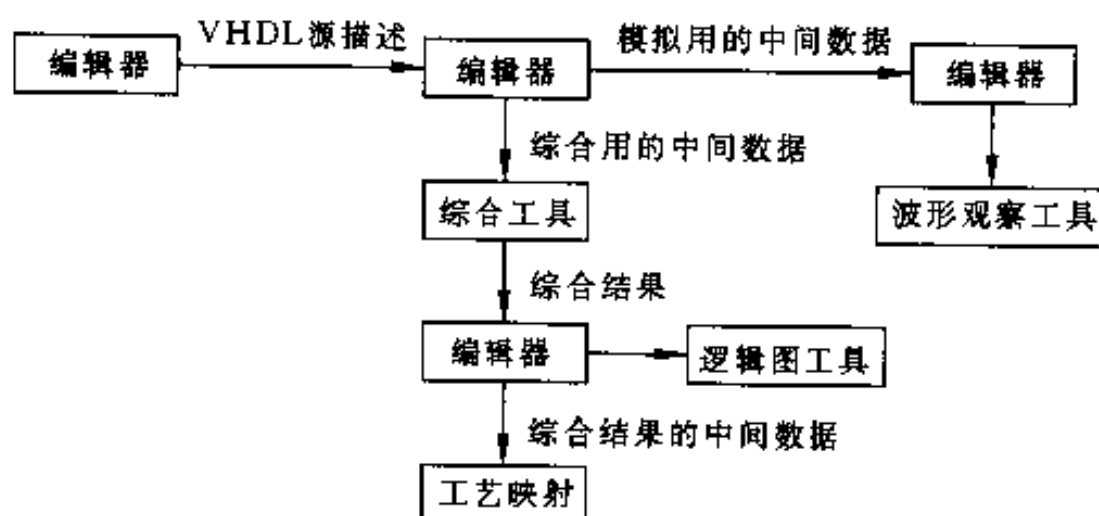 VHDL源描述
模拟用的中间数据
编辑器
编辑器
编辑器
综合用的中间数据
综合工具
波形观察工具
综合结果
编辑器
逻辑图工具
综合结果的中间数据
工艺映射